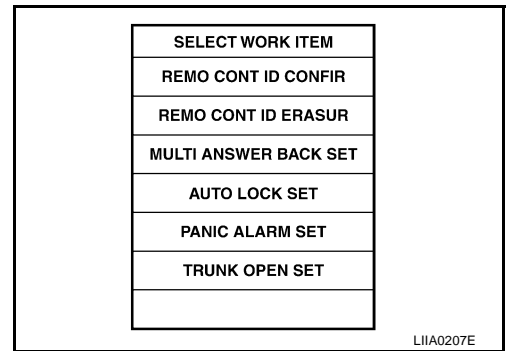 SELECT WORK ITEM
REMO CONT ID CONFIR
REMO CONT ID ERASUR
MULTI ANSWER BACK SET
AUTO LOCK SET
PANIC ALARM SET
TRUNK OPEN SET
LIIA0207E